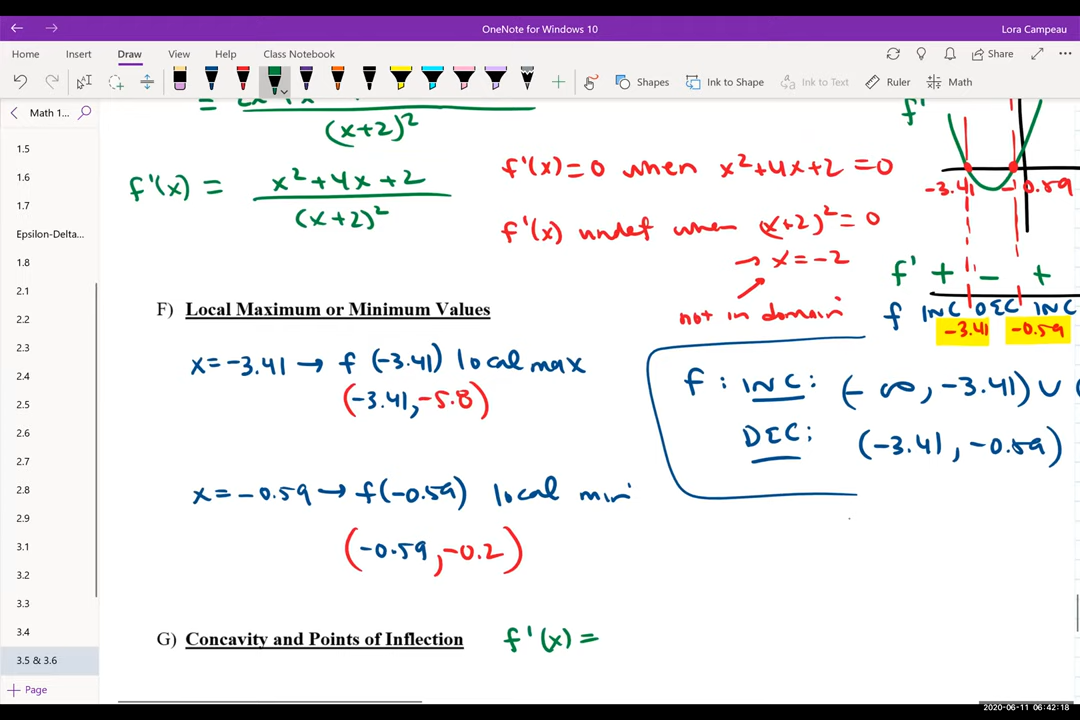 OneNote for Windows 10
Lora Campeau
Home Insert Draw View Help Class Notebook
Share
Shapes Ink to Shape Ink to Text Ruler Math
Math 1...
1.5
1.6
1.7
Epsilon-Delta...
1.8
2.1
2.2
2.3
2.4
2.5
2.6
2.7
2.8
2.9
3.1
3.2
3.3
3.4
3.5 & 3.6
Page
(x+2)²
f'(x) = x²+4x+2
(x+2)²
f'(x)=0 when x²+4x+2=0
f'(x) undef when (x+2)²=0
→ x=-2
not in domain
f'
-3.41 -0.59
f' + - +
f INC DEC INC
-3.41 -0.59
F) Local Maximum or Minimum Values
x=-3.41 → f(-3.41) local max
(-3.41, -5.8)
x=-0.59 → f(-0.59) local min
(-0.59, -0.2)
f: INC: (-∞, -3.41) ∪ (
DEC: (-3.41, -0.59)
G) Concavity and Points of Inflection f'(x) =
2020-06-11 06:42:18